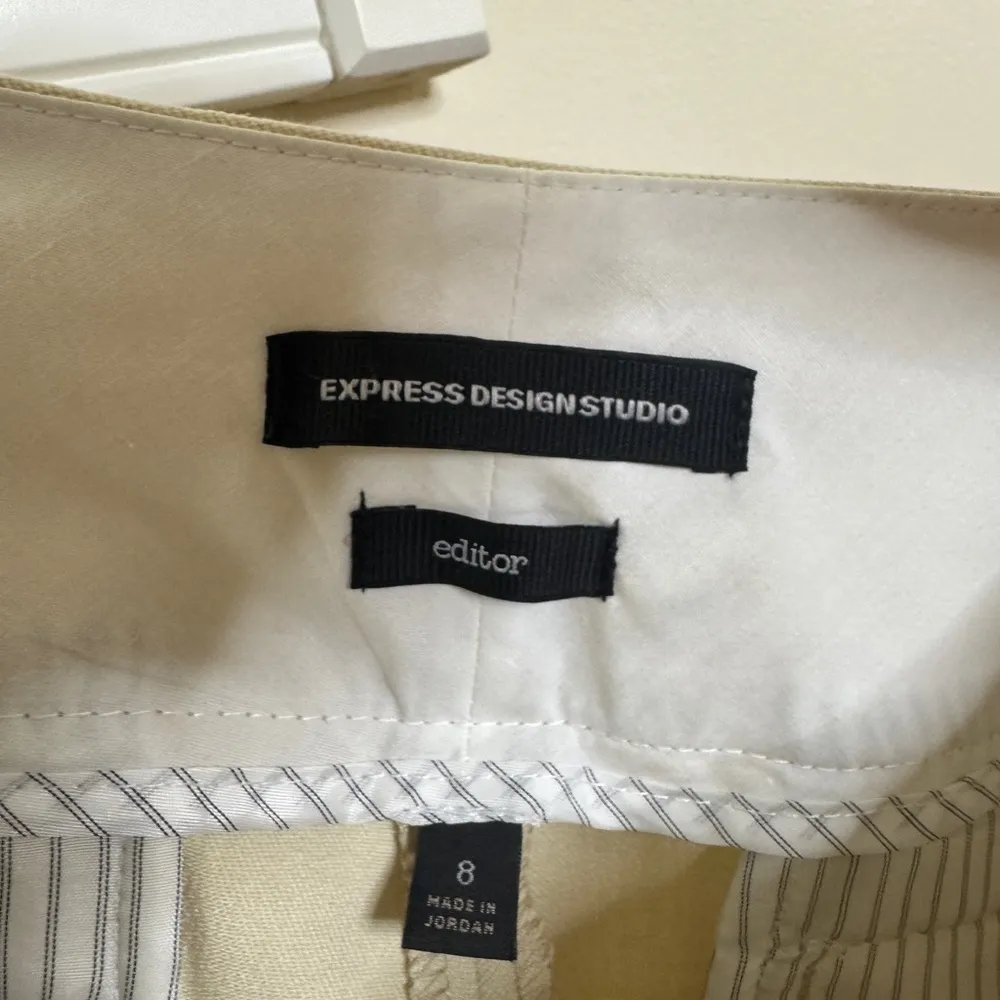 EXPRESS DESIGN STUDIO
editor
8
MADE IN
JORDAN